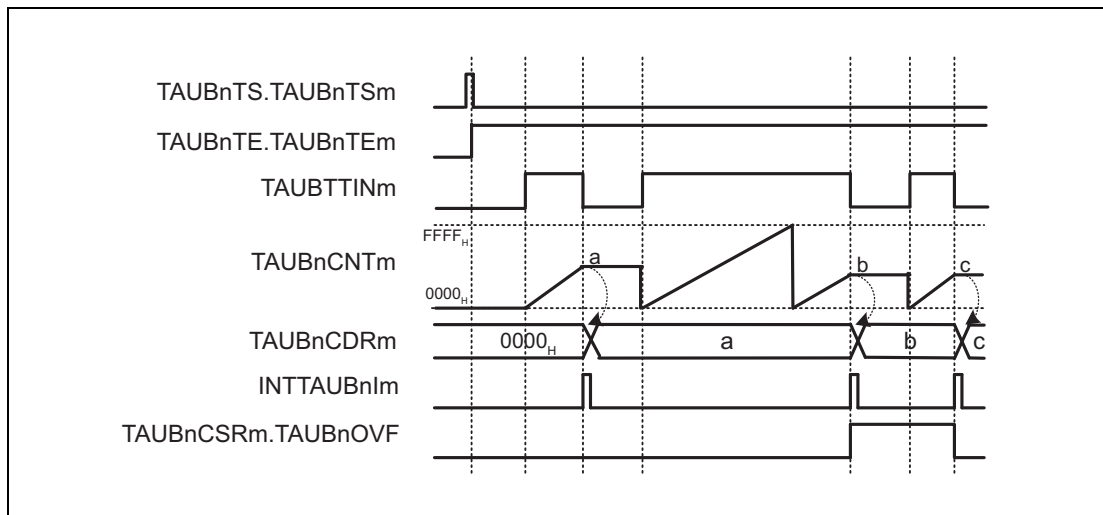 TAUBnTS.TAUBnTSm
TAUBnTE.TAUBnTEm
TAUBTTINm
FFFFH
TAUBnCNTm
a
b
c
0000H
TAUBnCDRm
0000H
a
b
c
INTTAUBnIm
TAUBnCSRm.TAUBnOVF